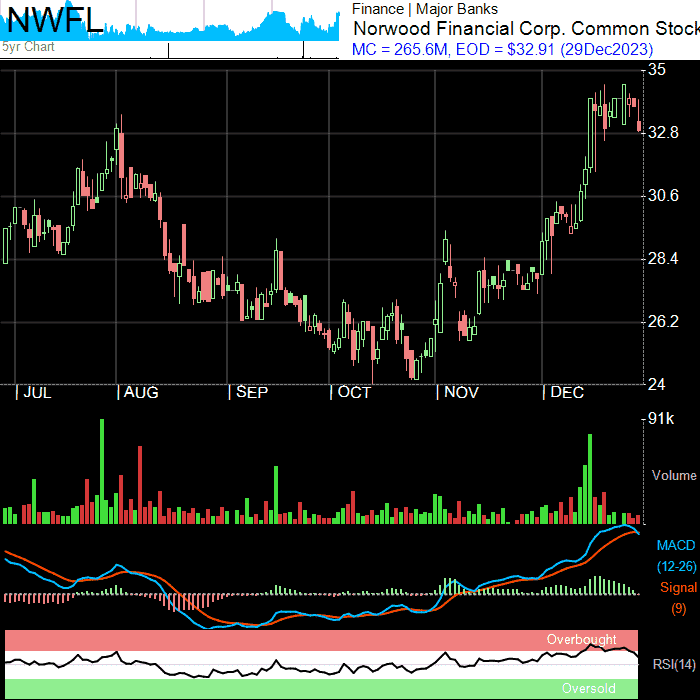 NWFL
5yr Chart
Finance | Major Banks
Norwood Financial Corp. Common Stock
MC = 265.6M, EOD = $32.91 (29Dec2023)
35
32.8
30.6
28.4
26.2
24
JUL AUG SEP OCT NOV DEC
91k
Volume
MACD
(12-26)
Signal
(9)
Overbought
RSI(14)
Oversold